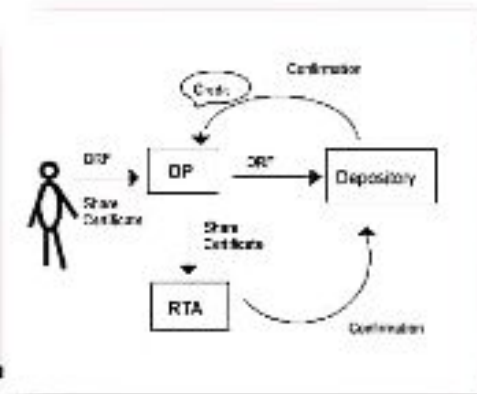 Confirmation
Credit
DRF
DP
DRF
Depository
Share
Certificate
Share
Certificate
RTA
Confirmation